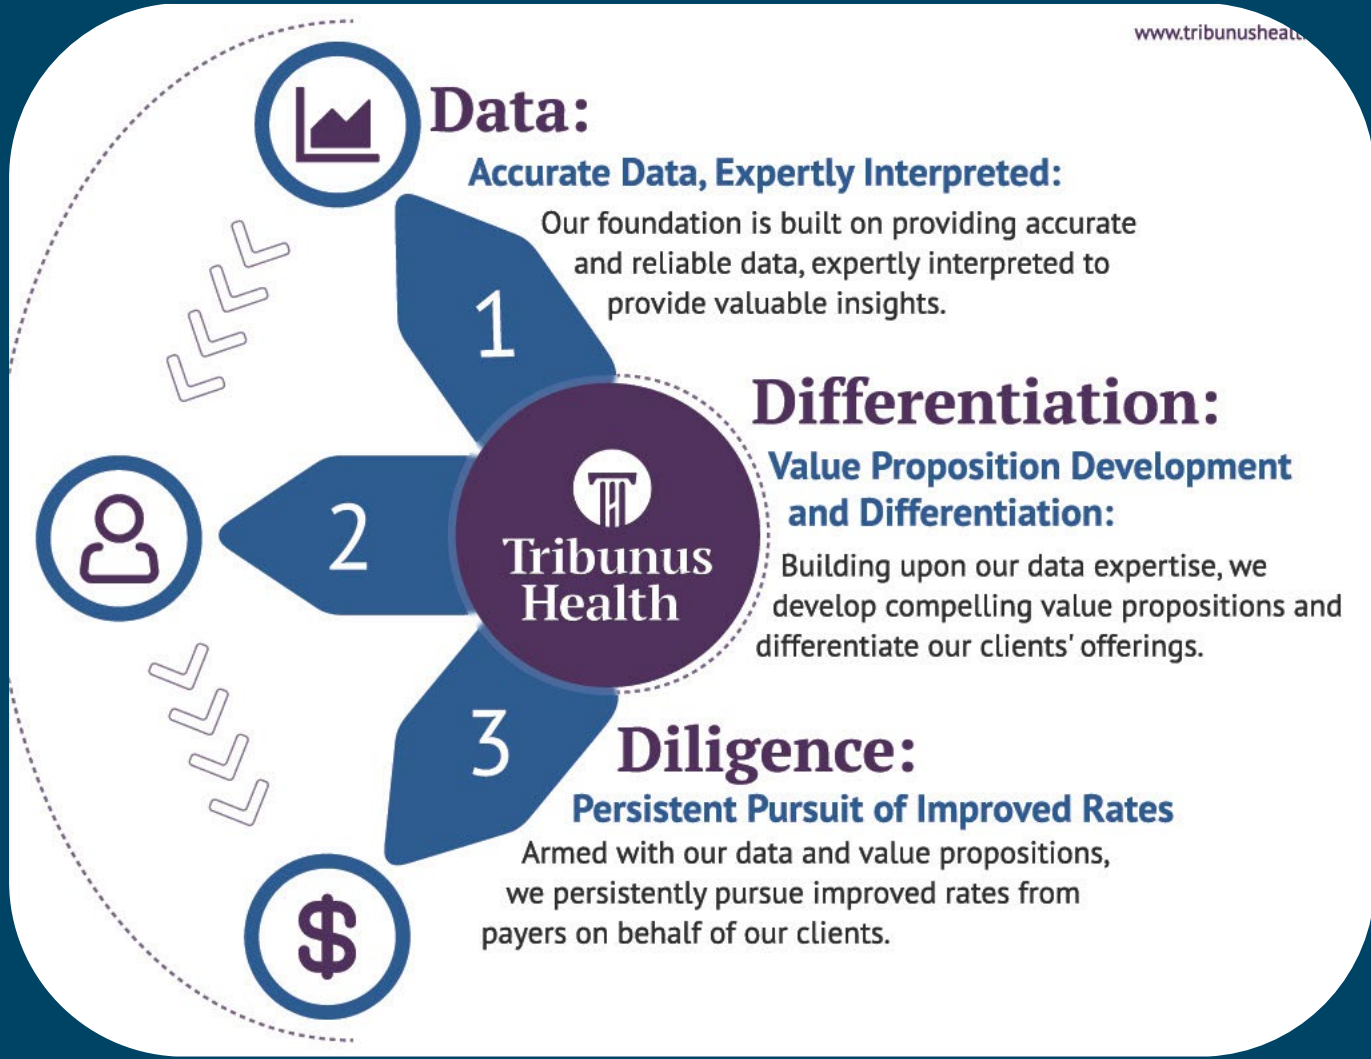 Data:
Accurate Data, Expertly Interpreted:
Our foundation is built on providing accurate
and reliable data, expertly interpreted to
provide valuable insights.
1
Differentiation:
Value Proposition Development
and Differentiation:
Building upon our data expertise, we
develop compelling value propositions and
differentiate our clients' offerings.
2
Tribunus
Health
3
Diligence:
Persistent Pursuit of Improved Rates
Armed with our data and value propositions,
we persistently pursue improved rates from
payers on behalf of our clients.
$